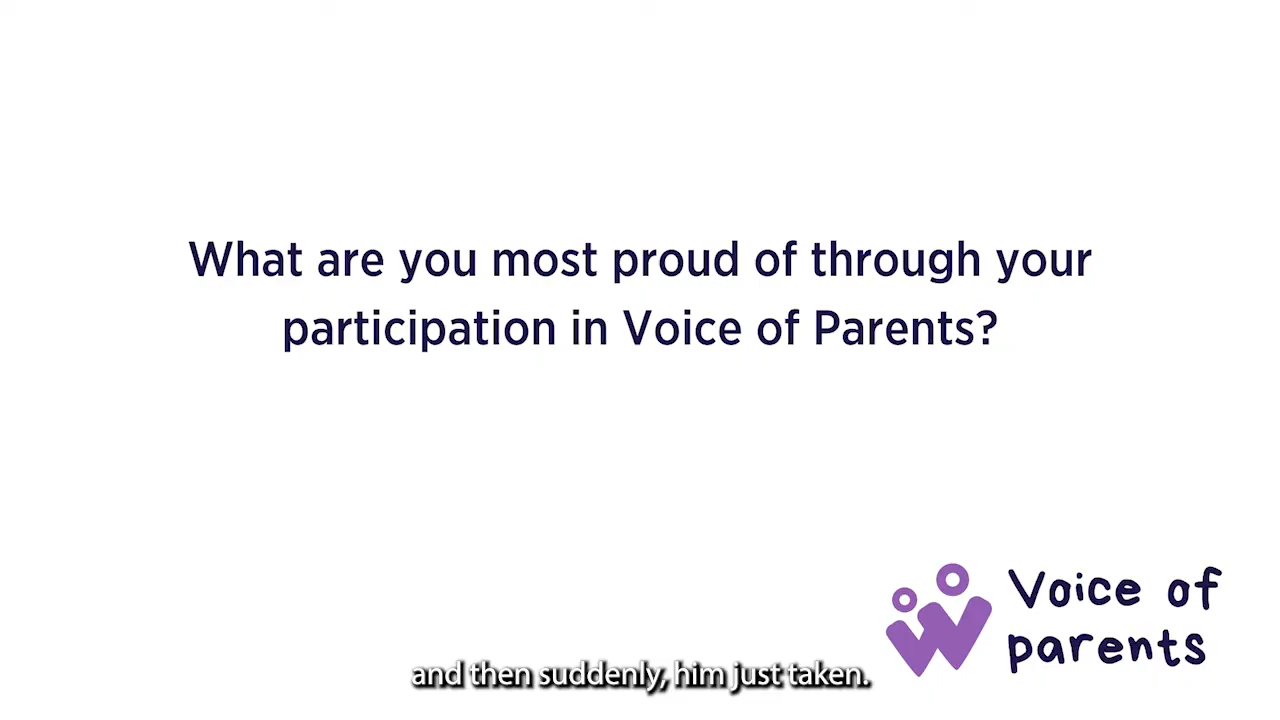 What are you most proud of through your
participation in Voice of Parents?
Voice of
parents
and then suddenly, him just taken.